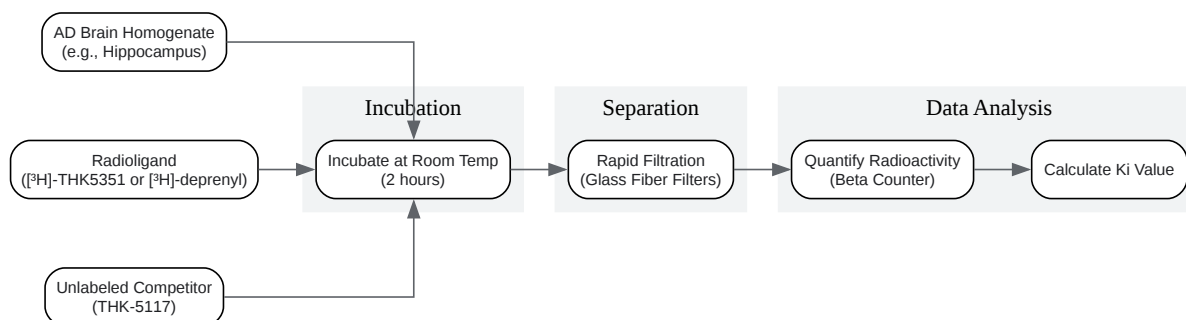 AD Brain Homogenate
(e.g., Hippocampus)
Incubation
Separation
Data Analysis
Radioligand
([³H]-THK5351 or [³H]-deprenyl)
Incubate at Room Temp
(2 hours)
Rapid Filtration
(Glass Fiber Filters)
Quantify Radioactivity
(Beta Counter)
Calculate Ki Value
Unlabeled Competitor
(THK-5117)